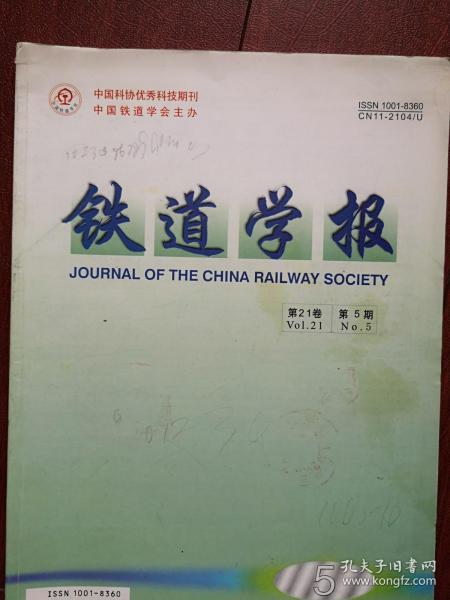 中国科协优秀科技期刊
中国铁道学会主办
ISSN 1001-8360
CN11-2104/U
铁道学报
JOURNAL OF THE CHINA RAILWAY SOCIETY
第21卷 第5期
Vol.21 No.5
ISSN 1001-8360
5
孔夫子旧书网
www.kongfz.com